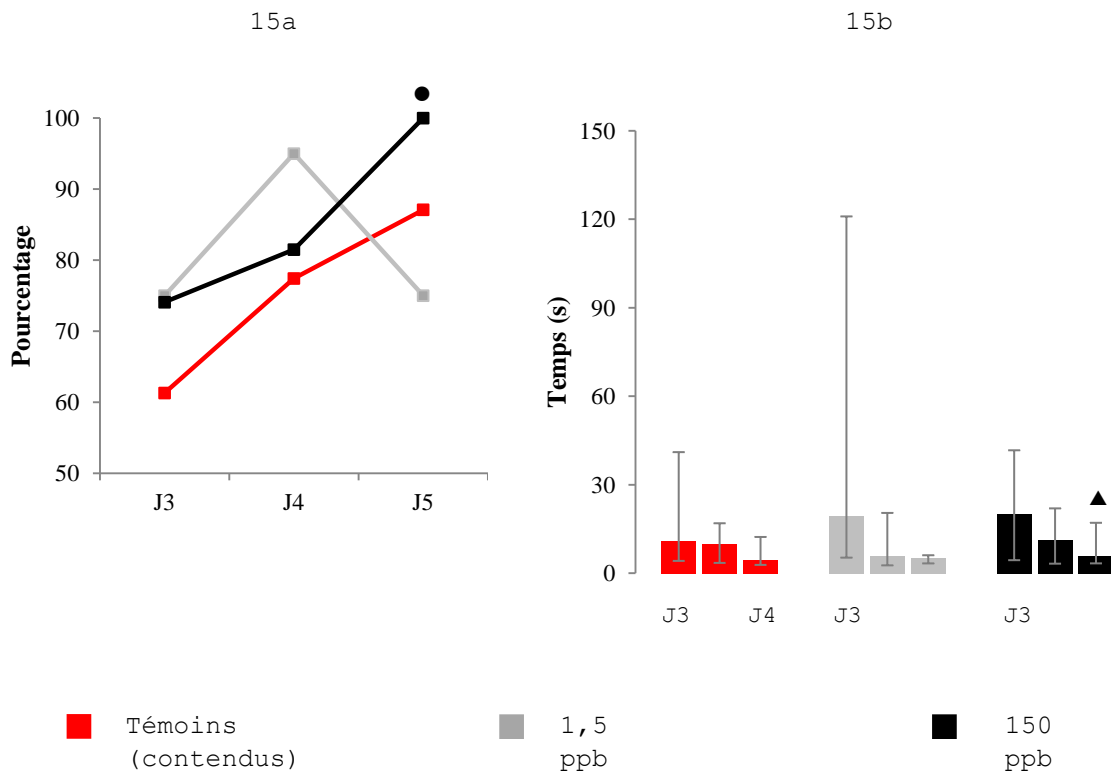 15a
15b
Pourcentage
100
90
80
70
60
50
J3
J4
J5
Temps (s)
150
120
90
60
30
0
J3
J4
J3
J3
Témoins
(contendus)
1,5
ppb
150
ppb